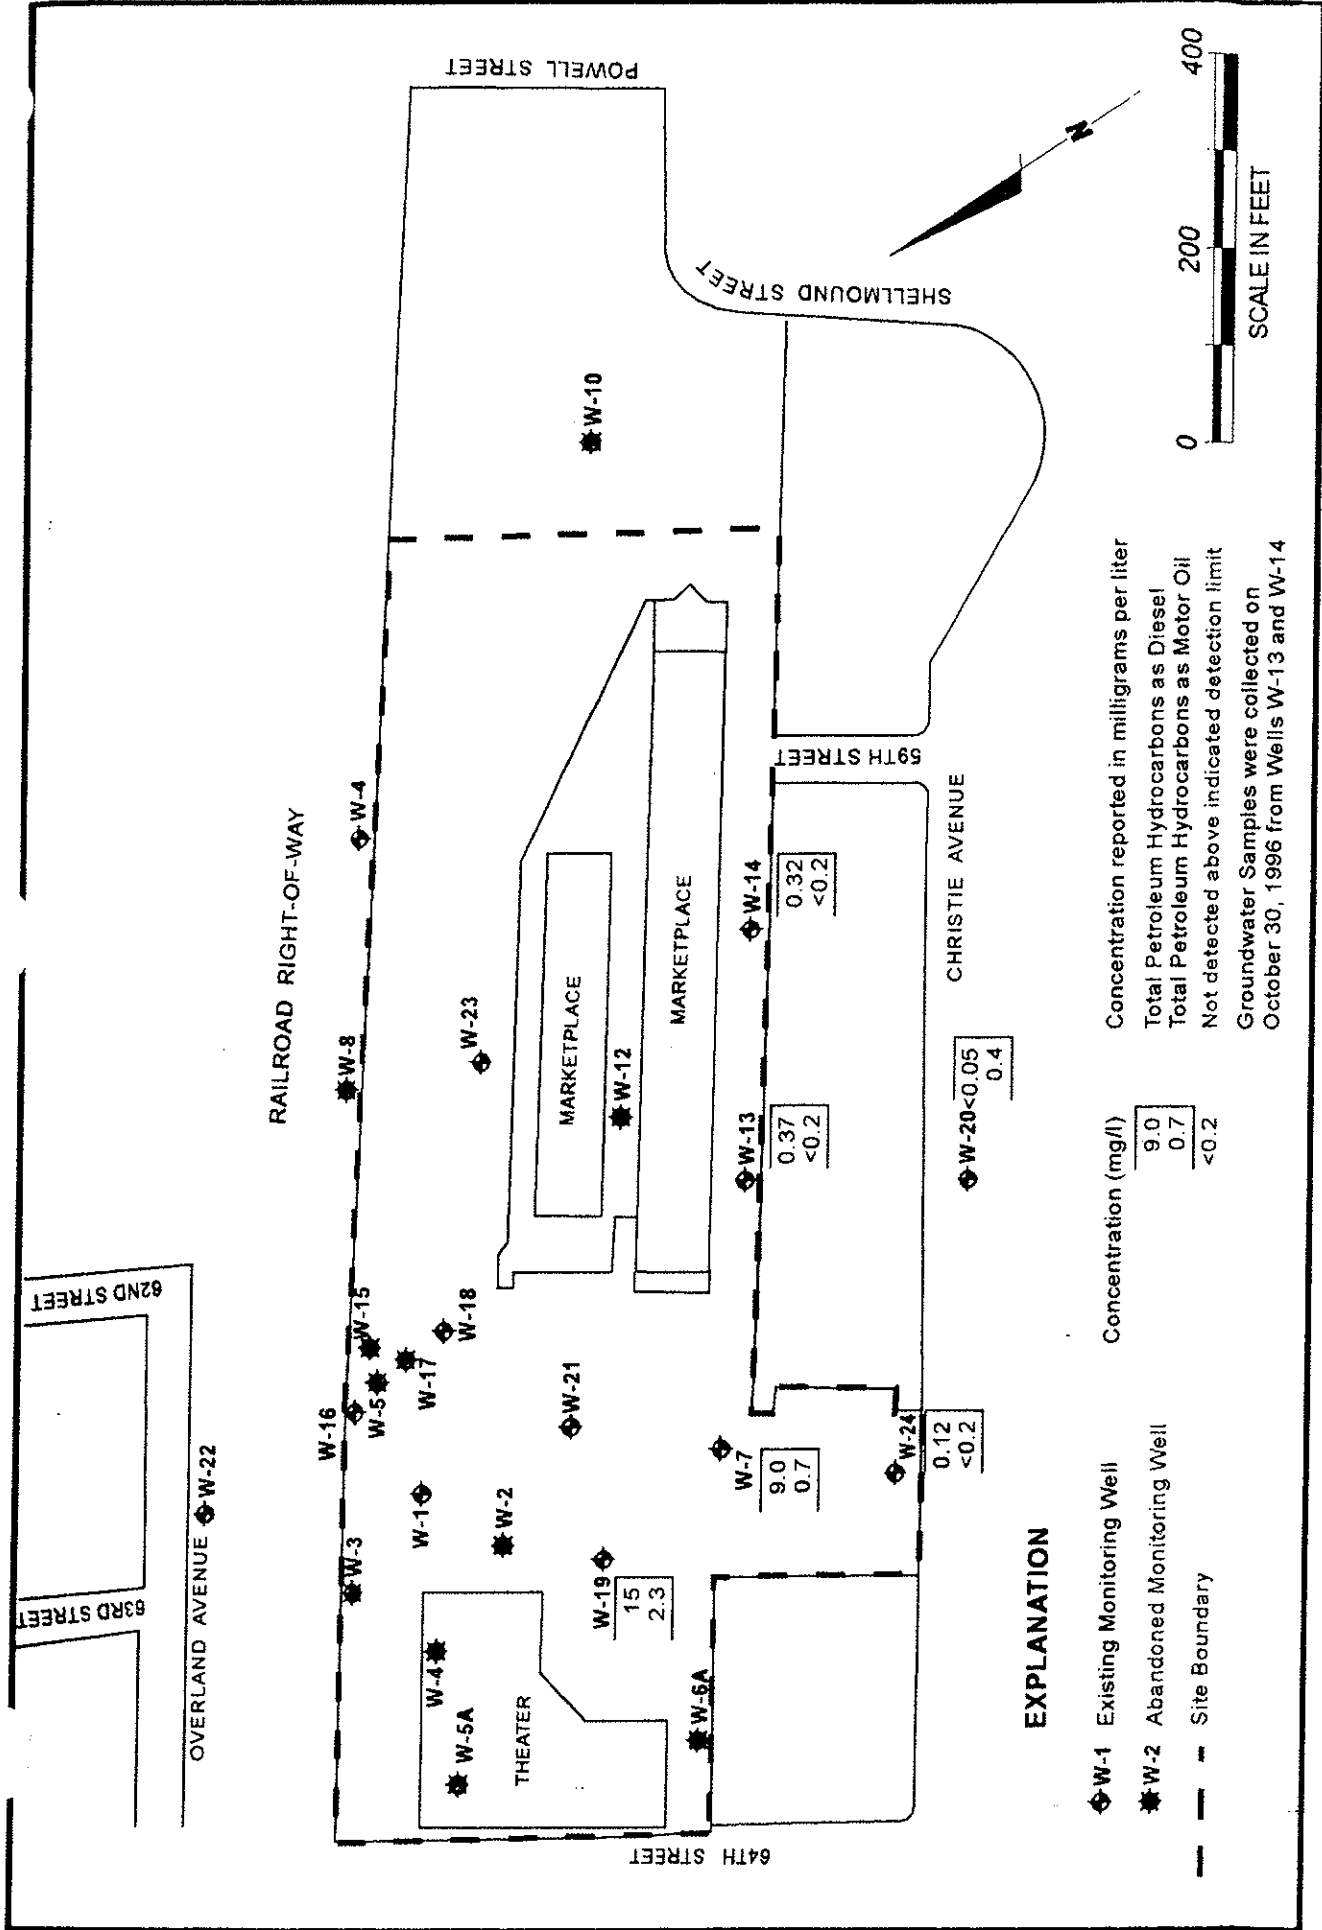 POWELL STREET
SHELLMOUND STREET
N
0 200 400
SCALE IN FEET
RAILROAD RIGHT-OF-WAY
62ND STREET
63RD STREET
OVERLAND AVENUE
W-22
W-10
W-4
W-8
W-23
W-15
W-16
W-5
W-17
W-18
W-3
W-1
W-2
W-21
W-12
MARKETPLACE
MARKETPLACE
W-14
0.32
<0.2
W-13
0.37
<0.2
59TH STREET
CHRISTIE AVENUE
W-20
<0.05
0.4
W-7
9.0
0.7
W-24
0.12
<0.2
W-19
15
2.3
W-4
W-5A
THEATER
W-6A
64TH STREET
EXPLANATION
W-1 Existing Monitoring Well
W-2 Abandoned Monitoring Well
Site Boundary
Concentration (mg/l) Concentration reported in milligrams per liter
9.0 Total Petroleum Hydrocarbons as Diesel
0.7 Total Petroleum Hydrocarbons as Motor Oil
<0.2 Not detected above indicated detection limit
Groundwater Samples were collected on
October 30, 1996 from Wells W-13 and W-14